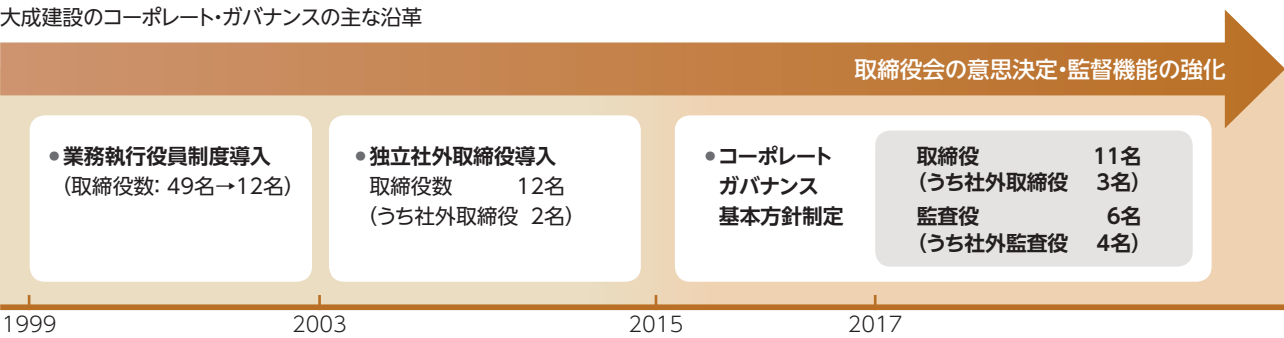 大成建設のコーポレート・ガバナンスの主な沿革
取締役会の意思決定・監督機能の強化
●業務執行役員制度導入
（取締役数：49名→12名）
●独立社外取締役導入
取締役数 12名
（うち社外取締役 2名）
●コーポレート
ガバナンス
基本方針制定
取締役 11名
（うち社外取締役 3名）
監査役 6名
（うち社外監査役 4名）
1999 2003 2015 2017